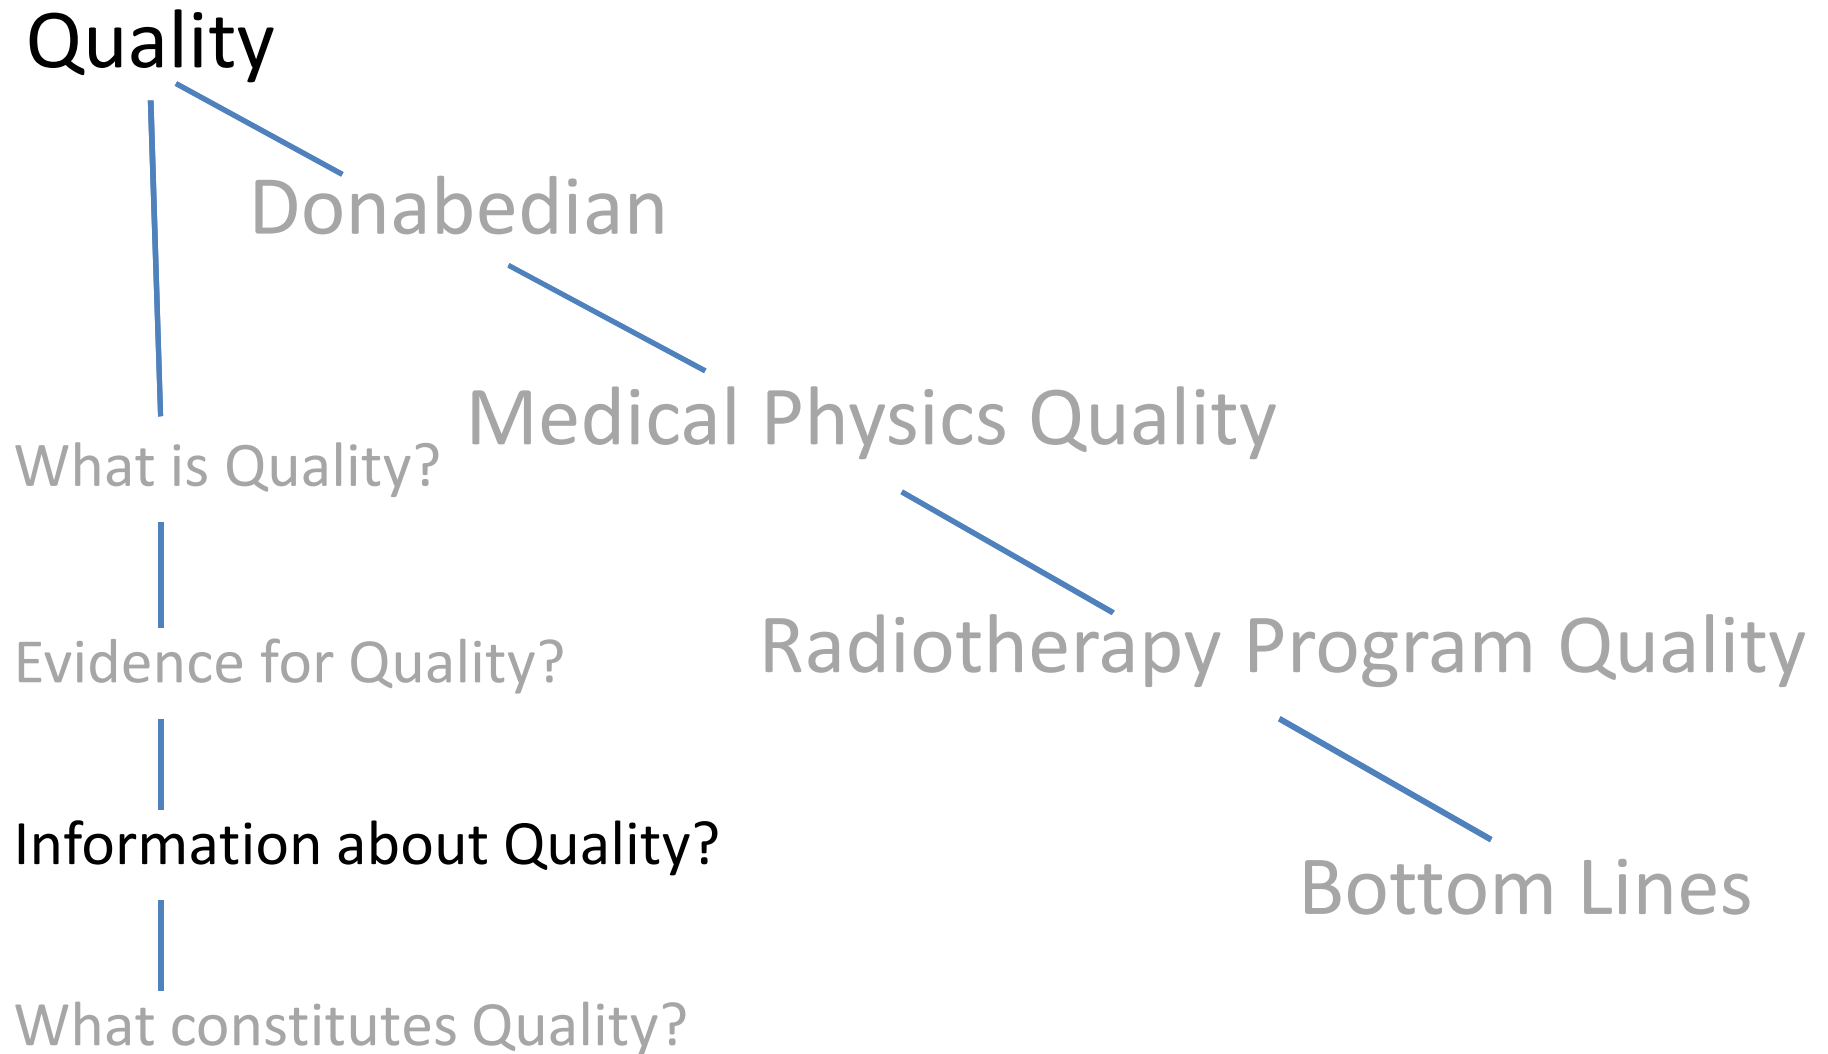 Quality
Donabedian
Medical Physics Quality
What is Quality?
Radiotherapy Program Quality
Evidence for Quality?
Information about Quality?
Bottom Lines
What constitutes Quality?